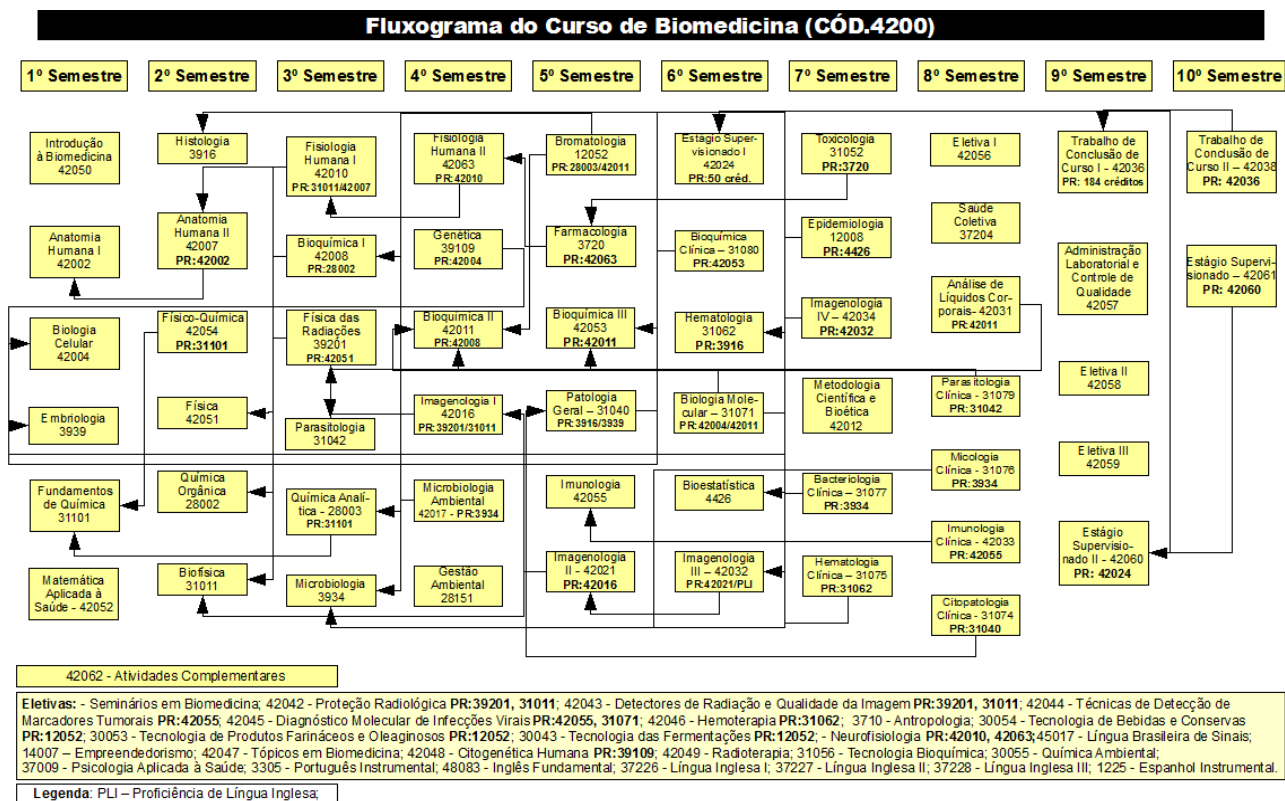 Fluxograma do Curso de Biomedicina (CÓD.4200)
1º Semestre
2º Semestre
3º Semestre
4º Semestre
5º Semestre
6º Semestre
7º Semestre
8º Semestre
9º Semestre
10º Semestre
Introdução
à Biomedicina
42050
Anatomia
Humana I
42002
Biologia
Celular
42004
Embriologia
3939
Fundamentos
de Química
31101
Matemática
Aplicada à
Saúde - 42052
Histologia
3916
Anatomia
Humana II
42007
PR:42002
Físico-Química
42054
PR:31101
Física
42051
Química
Orgânica
28002
Biofísica
31011
Fisiologia
Humana I
42010
PR:31011/42007
Bioquímica I
42008
PR:28002
Física das
Radiações
39201
PR:42051
Parasitologia
31042
Química Analí-
tica - 28003
PR:31101
Microbiologia
3934
Fisiologia
Humana II
42063
PR:42010
Genética
39109
PR:42004
Bioquímica II
42011
PR:42008
Imagenologia I
42016
PR:39201/31011
Microbiologia
Ambiental
42017 - PR:3934
Gestão
Ambiental
28151
Bromatologia
12052
PR:28003/42011
Farmacologia
3720
PR:42063
Bioquímica III
42053
PR:42011
Patologia
Geral – 31040
PR:3916/3939
Imunologia
42055
Imagenologia
II - 42021
PR:42016
Estágio Super-
visionado I
42024
PR:50 créd.
Bioquímica
Clínica – 31080
PR:42053
Hematologia
31062
PR:3916
Biologia Mole-
cular – 31071
PR:42004/42011
Bioestatística
4426
Imagenologia
III – 42032
PR:42021/PLI
Toxicologia
31052
PR:3720
Epidemiologia
12008
PR:4426
Imagenologia
IV – 42034
PR:42032
Metodologia
Científica e
Bioética
42012
Bacteriologia
Clínica – 31077
PR:3934
Hematologia
Clínica – 31075
PR:31062
Eletiva I
42056
Saúde
Coletiva
37204
Análise de
Líquidos Cor-
porais- 42031
PR:42011
Parasitologia
Clínica - 31079
PR:31042
Micologia
Clínica - 31076
PR:3934
Imunologia
Clínica - 42033
PR:42055
Citopatologia
Clínica - 31074
PR:31040
Trabalho de
Conclusão de
Curso I - 42036
PR: 184 créditos
Administração
Laboratorial e
Controle de
Qualidade
42057
Eletiva II
42058
Eletiva III
42059
Estágio
Supervisio-
nado II - 42060
PR: 42024
Trabalho de
Conclusão de
Curso II - 42038
PR: 42036
Estágio Supervi-
sionado – 42061
PR: 42060
42062 - Atividades Complementares
Eletivas: - Seminários em Biomedicina; 42042 - Proteção Radiológica PR:39201, 31011; 42043 - Detectores de Radiação e Qualidade da Imagem PR:39201, 31011; 42044 - Técnicas de Detecção de
Marcadores Tumorais PR:42055; 42045 - Diagnóstico Molecular de Infecções Virais PR:42055, 31071; 42046 - Hemoterapia PR:31062; 3710 - Antropologia; 30054 - Tecnologia de Bebidas e Conservas
PR:12052; 30053 - Tecnologia de Produtos Farináceos e Oleaginosos PR:12052; 30043 - Tecnologia das Fermentações PR:12052; - Neurofisiologia PR:42010, 42063;45017 - Língua Brasileira de Sinais;
14007 – Empreendedorismo; 42047 - Tópicos em Biomedicina; 42048 - Citogenética Humana PR:39109; 42049 - Radioterapia; 31056 - Tecnologia Bioquímica; 30055 - Química Ambiental;
37009 - Psicologia Aplicada à Saúde; 3305 - Português Instrumental; 48083 - Inglês Fundamental; 37226 - Língua Inglesa I; 37227 - Língua Inglesa II; 37228 - Língua Inglesa III; 1225 - Espanhol Instrumental.
Legenda: PLI – Proficiência de Língua Inglesa;